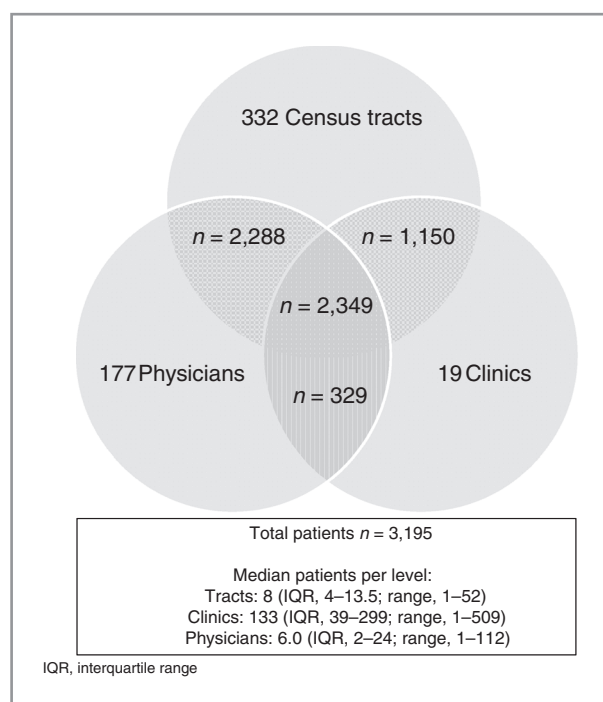 332 Census tracts
n = 2,288
n = 1,150
n = 2,349
177 Physicians
19 Clinics
n = 329
Total patients n = 3,195
Median patients per level:
Tracts: 8 (IQR, 4–13.5; range, 1–52)
Clinics: 133 (IQR, 39–299; range, 1–509)
Physicians: 6.0 (IQR, 2–24; range, 1–112)
IQR, interquartile range